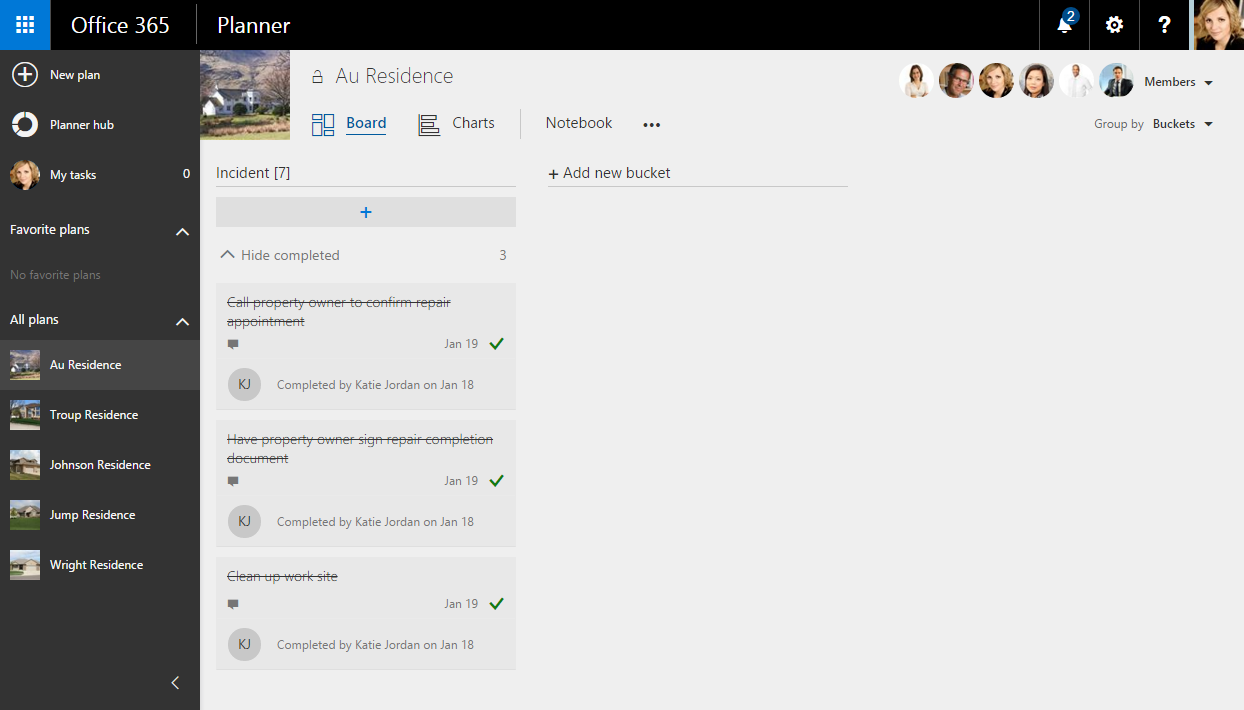 Office 365
Planner
2
?
New plan
Planner hub
My tasks
0
Favorite plans
No favorite plans
All plans
Au Residence
Troup Residence
Johnson Residence
Jump Residence
Wright Residence
Au Residence
Members
Board
Charts
Notebook
•••
Group by Buckets
Incident [7]
+ Add new bucket
+
Hide completed
3
Call property owner to confirm repair
appointment
Jan 19
KJ
Completed by Katie Jordan on Jan 18
Have property owner sign repair completion
document
Jan 19
KJ
Completed by Katie Jordan on Jan 18
Clean up work site
Jan 19
KJ
Completed by Katie Jordan on Jan 18